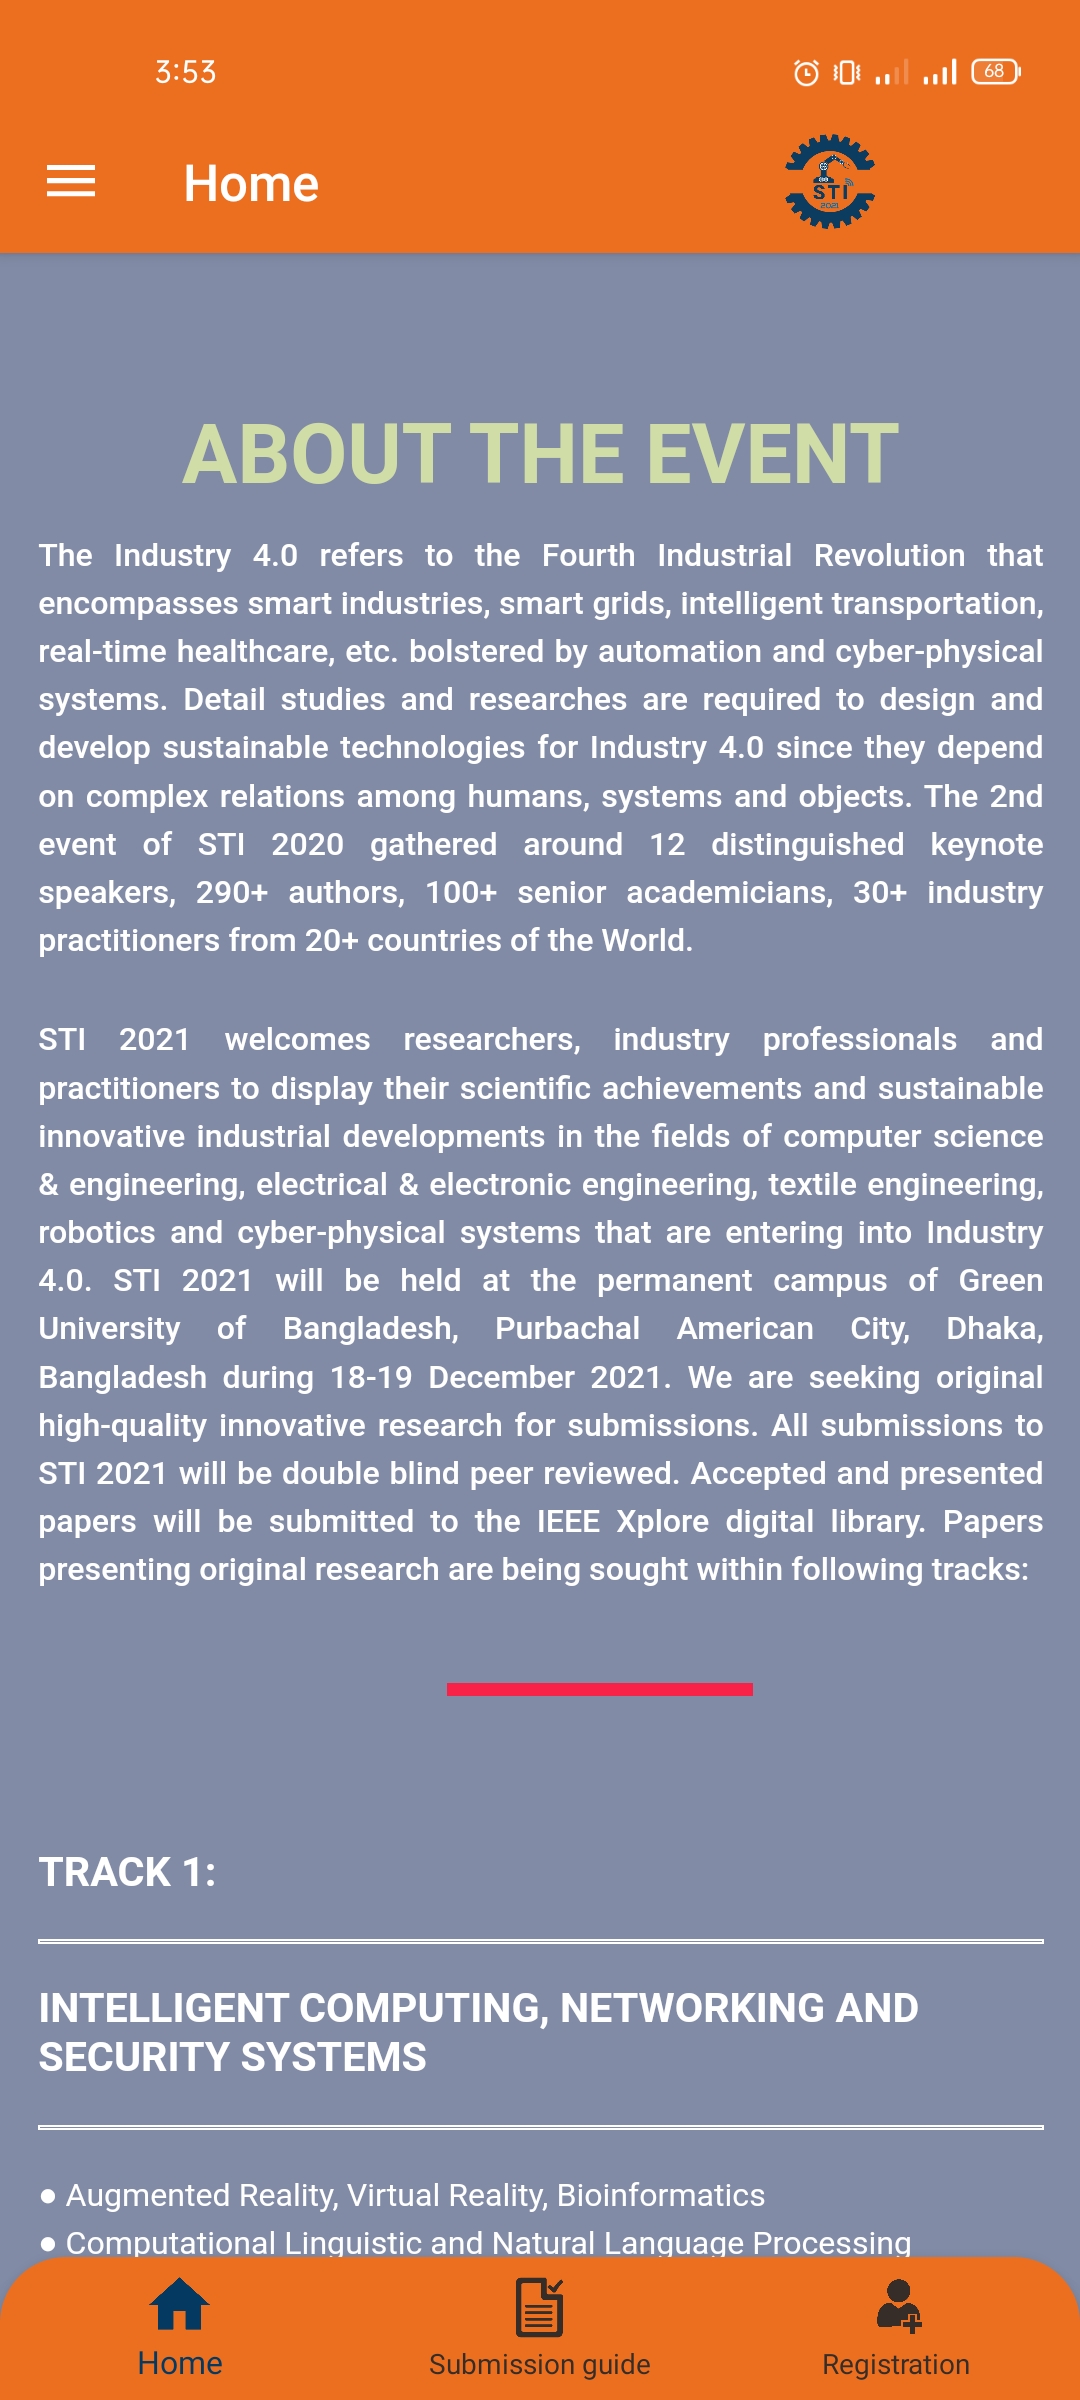 3:53
68
Home
STI
2021
ABOUT THE EVENT
The Industry 4.0 refers to the Fourth Industrial Revolution that
encompasses smart industries, smart grids, intelligent transportation,
real-time healthcare, etc. bolstered by automation and cyber-physical
systems. Detail studies and researches are required to design and
develop sustainable technologies for Industry 4.0 since they depend
on complex relations among humans, systems and objects. The 2nd
event of STI 2020 gathered around 12 distinguished keynote
speakers, 290+ authors, 100+ senior academicians, 30+ industry
practitioners from 20+ countries of the World.
STI 2021 welcomes researchers, industry professionals and
practitioners to display their scientific achievements and sustainable
innovative industrial developments in the fields of computer science
& engineering, electrical & electronic engineering, textile engineering,
robotics and cyber-physical systems that are entering into Industry
4.0. STI 2021 will be held at the permanent campus of Green
University of Bangladesh, Purbachal American City, Dhaka,
Bangladesh during 18-19 December 2021. We are seeking original
high-quality innovative research for submissions. All submissions to
STI 2021 will be double blind peer reviewed. Accepted and presented
papers will be submitted to the IEEE Xplore digital library. Papers
presenting original research are being sought within following tracks:
TRACK 1:
INTELLIGENT COMPUTING, NETWORKING AND
SECURITY SYSTEMS
● Augmented Reality, Virtual Reality, Bioinformatics
● Computational Linguistic and Natural Language Processing
Home
Submission guide
Registration